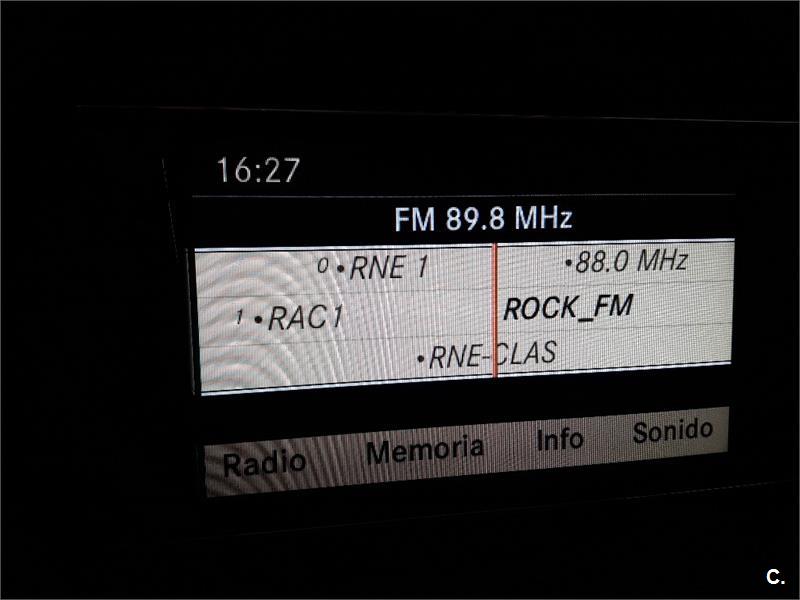 16:27
FM 89.8 MHz
0 •RNE 1 •88.0 MHz
1 •RAC1 ROCK_FM
•RNE-CLAS
Radio Memoria Info Sonido
C.